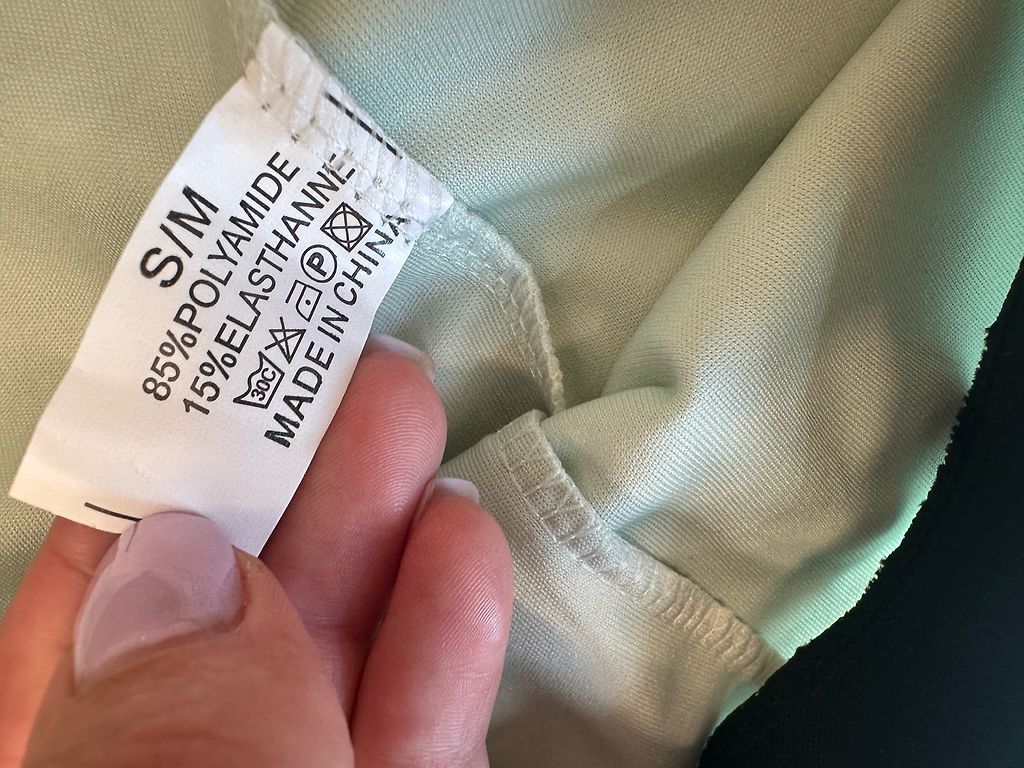 S/M
85%POLYAMIDE
15%ELASTHANNE
30C P
MADE IN CHINA